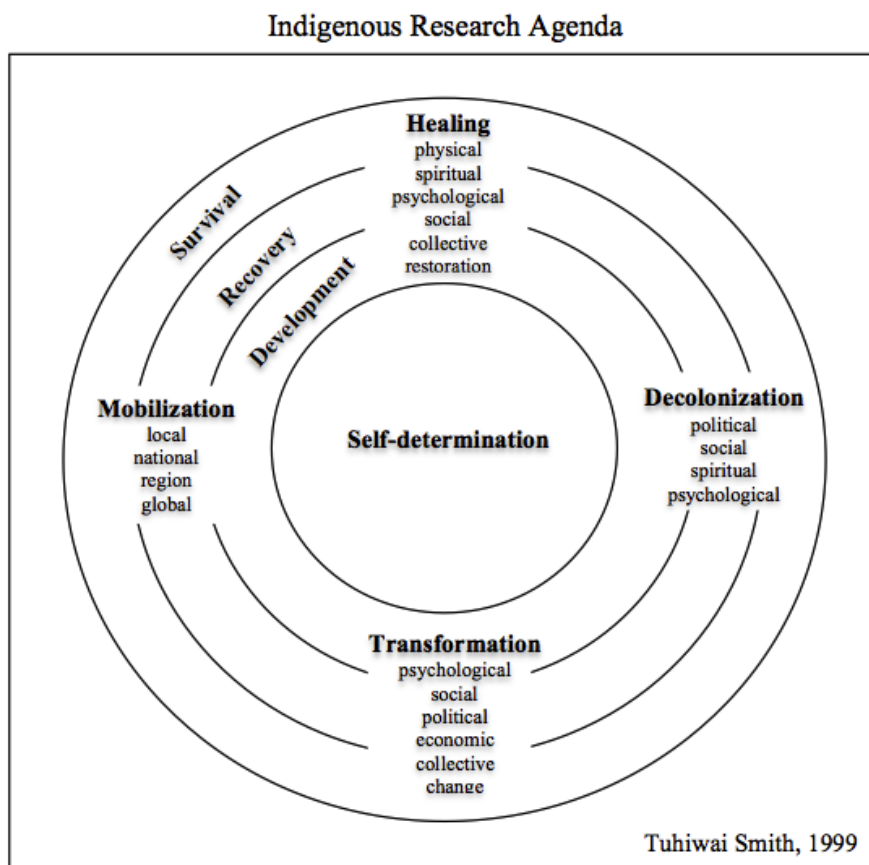 Indigenous Research Agenda
Healing
physical
spiritual
psychological
social
collective
restoration
Survival
Recovery
Development
Mobilization
local
national
region
global
Self-determination
Decolonization
political
social
spiritual
psychological
Transformation
psychological
social
political
economic
collective
change
Tuhiwai Smith, 1999